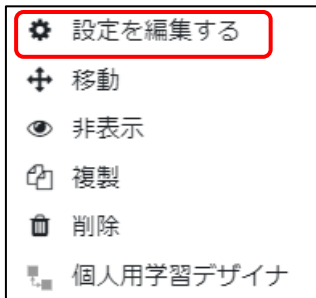 設定を編集する
移動
非表示
複製
削除
個人用学習デザイナ